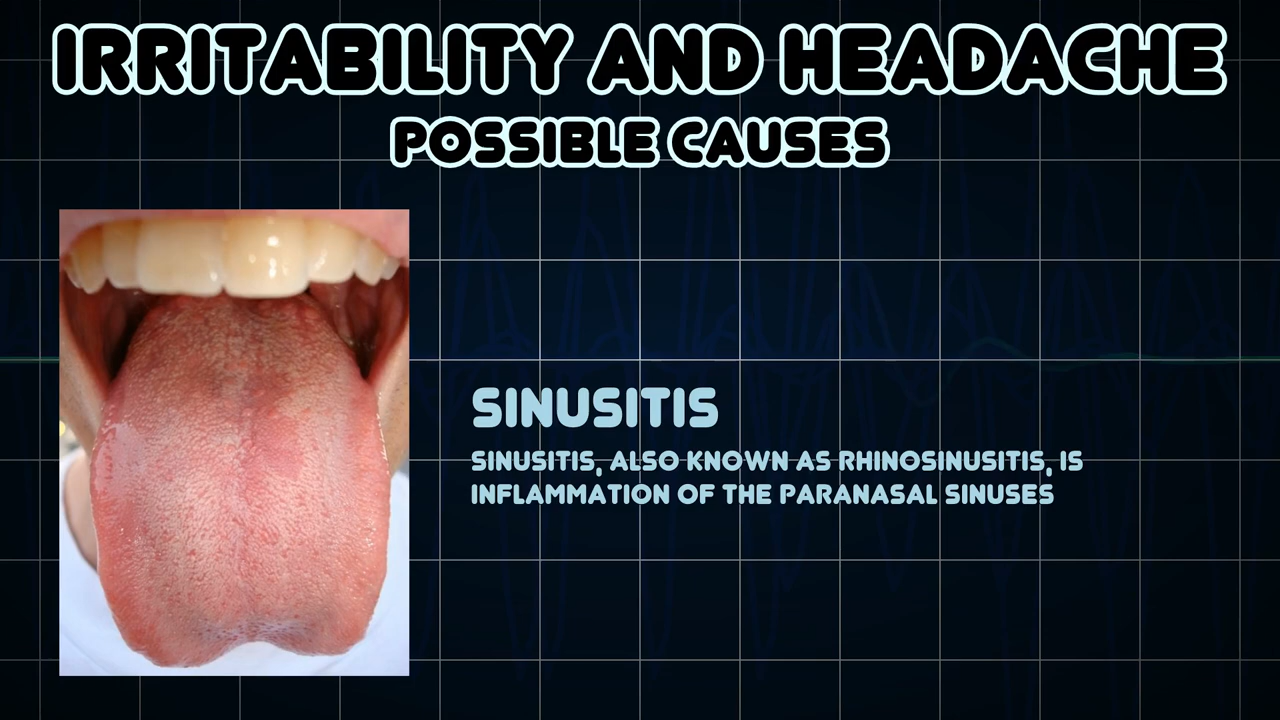 IRRITABILITY AND HEADACHE
POSSIBLE CAUSES
SINUSITIS
SINUSITIS, ALSO KNOWN AS RHINOSINUSITIS, IS
INFLAMMATION OF THE PARANASAL SINUSES